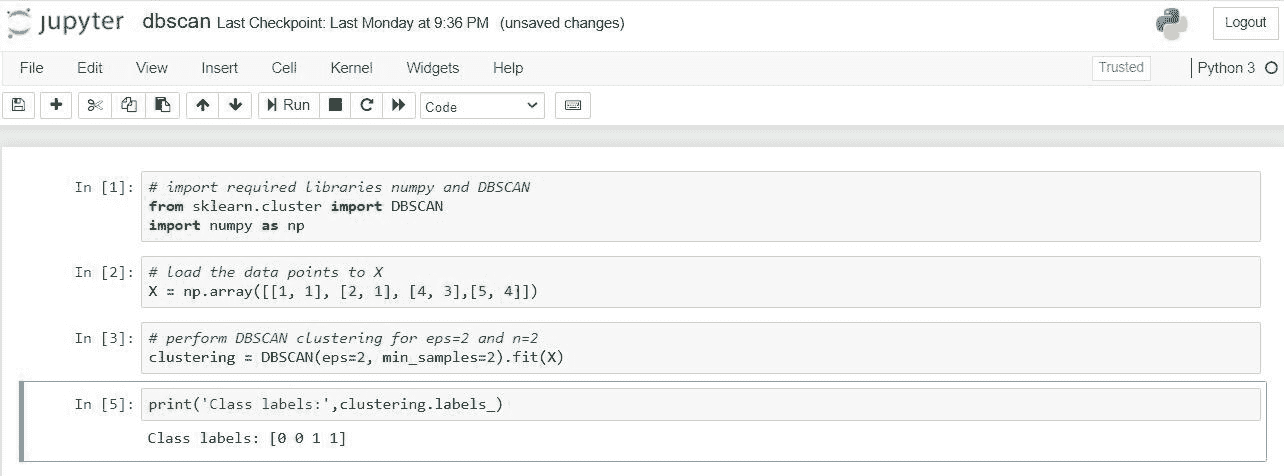 jupyter dbscan Last Checkpoint: Last Monday at 9:36 PM (unsaved changes) Logout
File Edit View Insert Cell Kernel Widgets Help Trusted Python 3
Run Code
In [1]: # import required libraries numpy and DBSCAN
from sklearn.cluster import DBSCAN
import numpy as np
In [2]: # load the data points to X
X = np.array([[1, 1], [2, 1], [4, 3],[5, 4]])
In [3]: # perform DBSCAN clustering for eps=2 and n=2
clustering = DBSCAN(eps=2, min_samples=2).fit(X)
In [5]: print('Class labels:',clustering.labels_)
Class labels: [0 0 1 1]